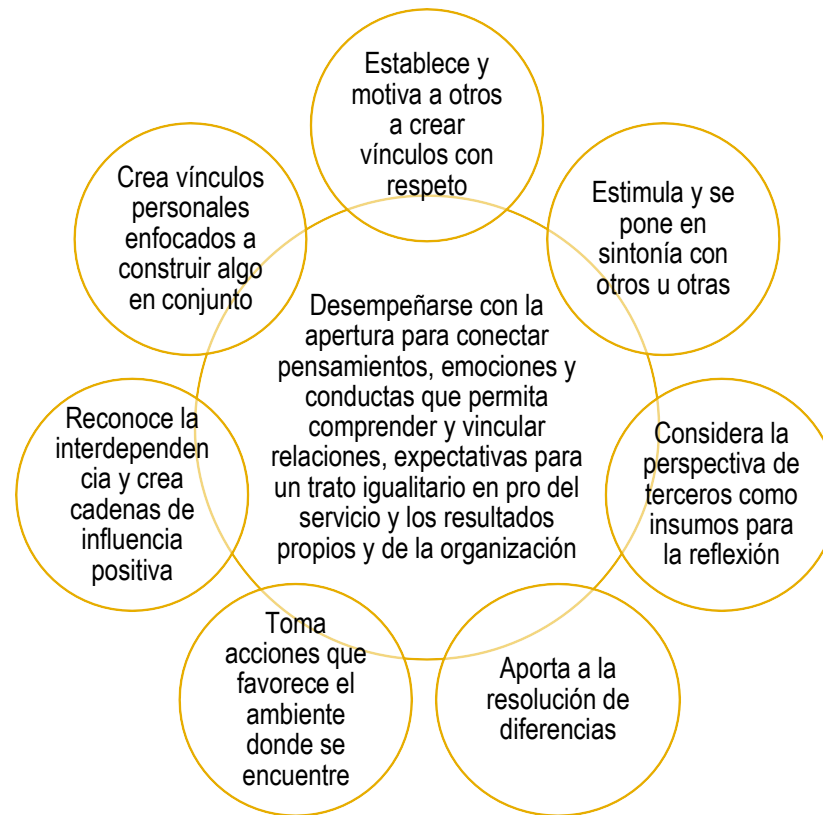 Establece y
motiva a otros
a crear
vínculos con
respeto
Estimula y se
pone en
sintonía con
otros u otras
Considera la
perspectiva de
terceros como
insumos para
la reflexión
Aporta a la
resolución de
diferencias
Toma
acciones que
favorece el
ambiente
donde se
encuentre
Reconoce la
interdependen
cia y crea
cadenas de
influencia
positiva
Crea vínculos
personales
enfocados a
construir algo
en conjunto
Desempeñarse con la
apertura para conectar
pensamientos, emociones y
conductas que permita
comprender y vincular
relaciones, expectativas para
un trato igualitario en pro del
servicio y los resultados
propios y de la organización